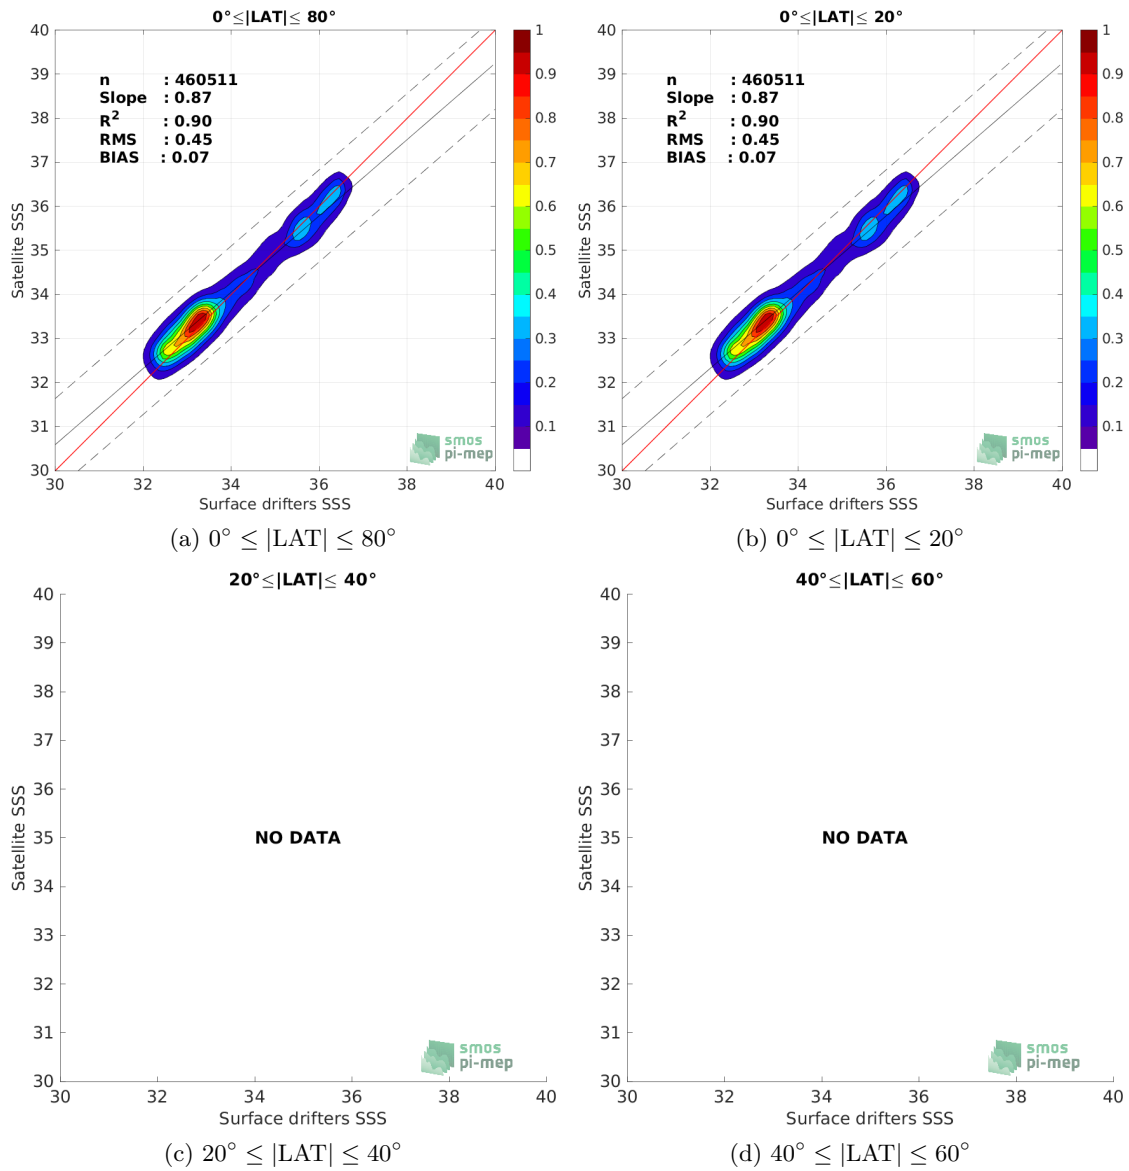 0°≤|LAT|≤ 80°
40
39
38
37
36
35
34
33
32
31
30
Satellite SSS
n : 460511
Slope : 0.87
R² : 0.90
RMS : 0.45
BIAS : 0.07
1
0.9
0.8
0.7
0.6
0.5
0.4
0.3
0.2
0.1
smos
pi-mep
30 32 34 36 38 40
Surface drifters SSS
(a) 0° ≤ |LAT| ≤ 80°
0°≤|LAT|≤ 20°
40
39
38
37
36
35
34
33
32
31
30
Satellite SSS
n : 460511
Slope : 0.87
R² : 0.90
RMS : 0.45
BIAS : 0.07
1
0.9
0.8
0.7
0.6
0.5
0.4
0.3
0.2
0.1
smos
pi-mep
30 32 34 36 38 40
Surface drifters SSS
(b) 0° ≤ |LAT| ≤ 20°
20°≤|LAT|≤ 40°
40
39
38
37
36
35
34
33
32
31
30
Satellite SSS
NO DATA
smos
pi-mep
30 32 34 36 38 40
Surface drifters SSS
(c) 20° ≤ |LAT| ≤ 40°
40°≤|LAT|≤ 60°
40
39
38
37
36
35
34
33
32
31
30
Satellite SSS
NO DATA
smos
pi-mep
30 32 34 36 38 40
Surface drifters SSS
(d) 40° ≤ |LAT| ≤ 60°